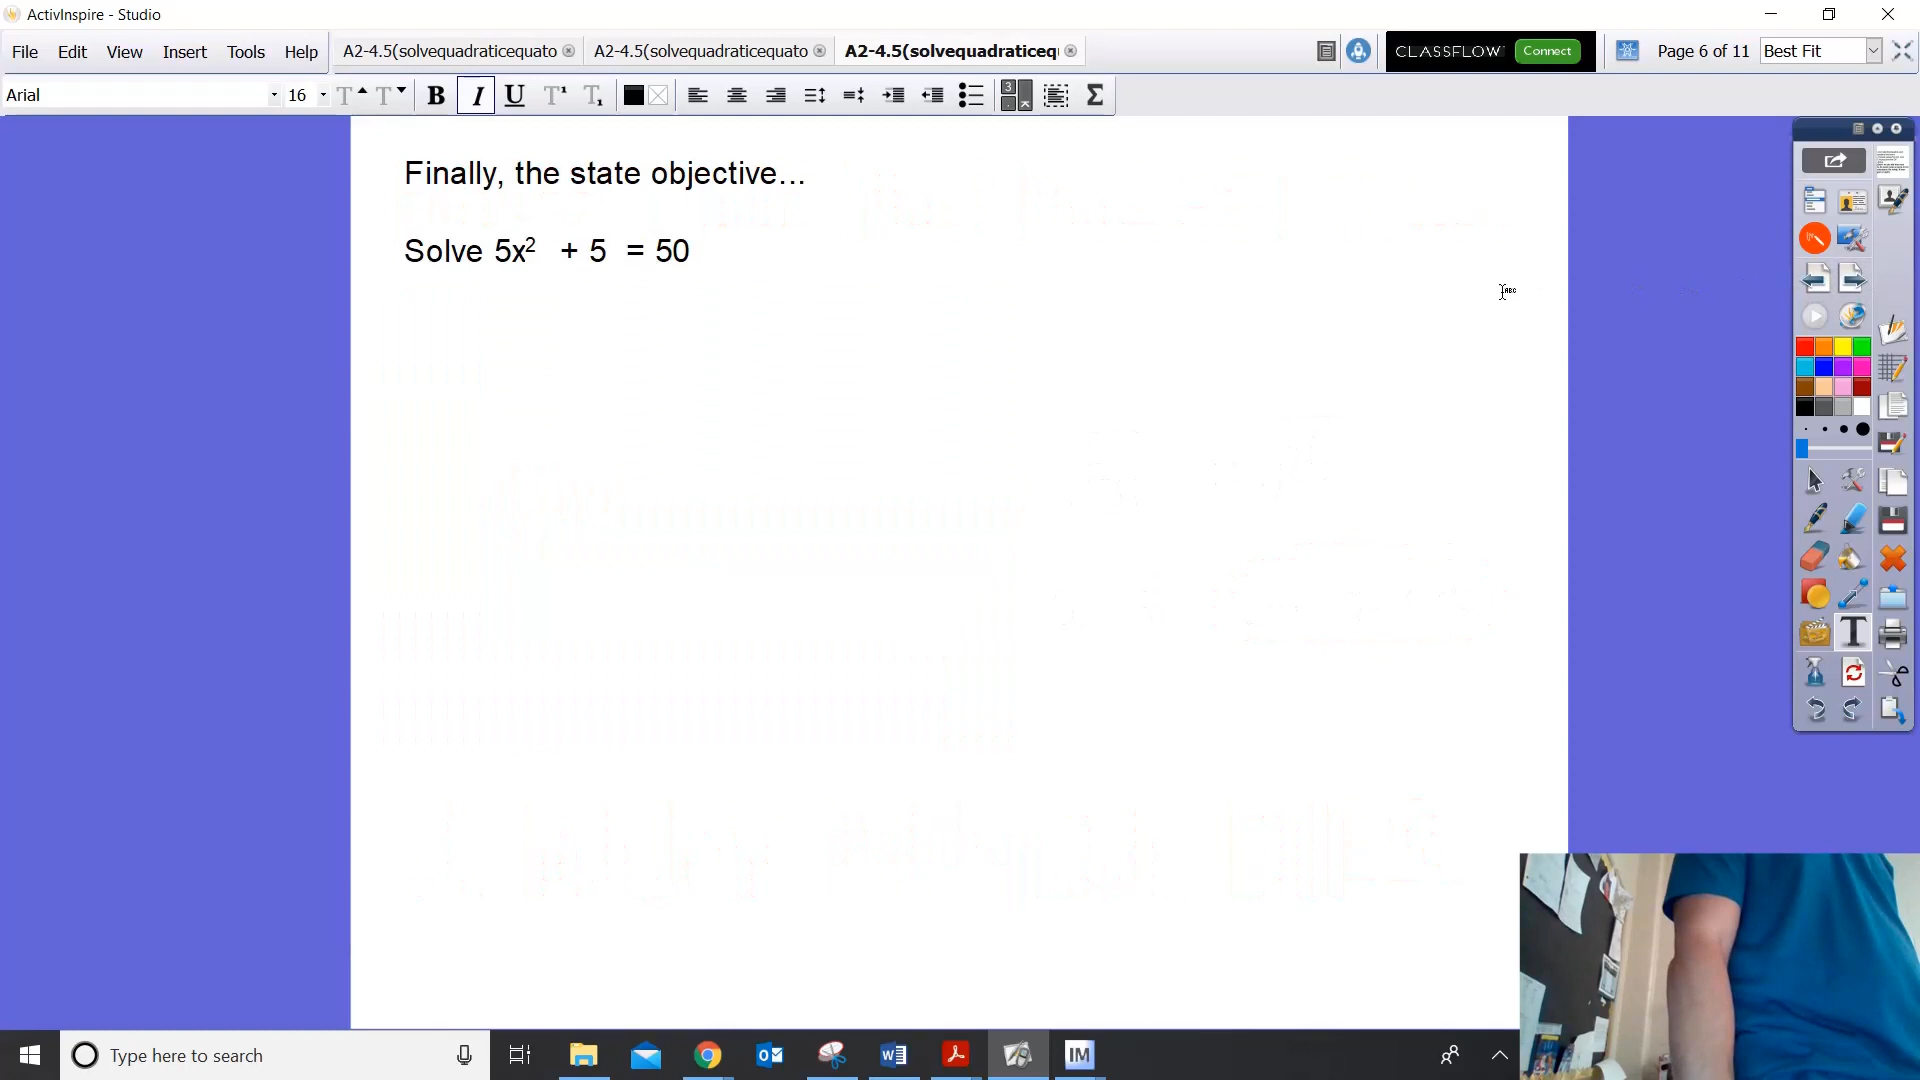 ActivInspire - Studio
File Edit View Insert Tools Help
A2-4.5(solvequadraticequato
A2-4.5(solvequadraticequato
A2-4.5(solvequadraticeq
CLASSFLOW
Connect
Page 6 of 11
Best Fit
Arial
16
B I U
Finally, the state objective...
Solve 5x² + 5 = 50
ABC
T
Type here to search
IM